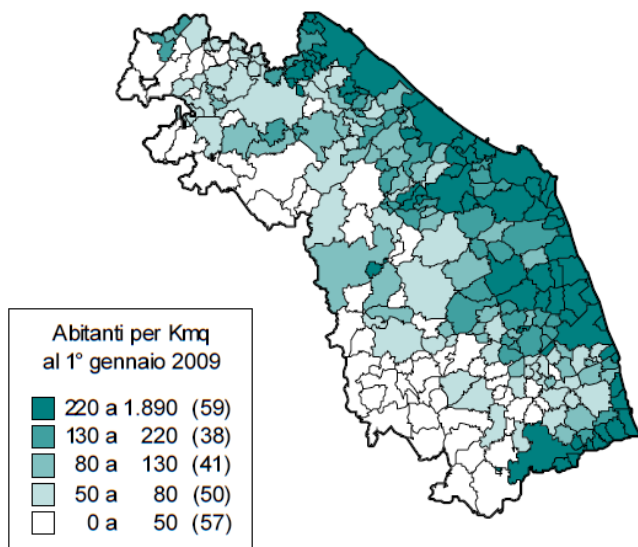 Abitanti per Kmq
al 1° gennaio 2009
220 a 1.890 (59)
130 a 220 (38)
80 a 130 (41)
50 a 80 (50)
0 a 50 (57)